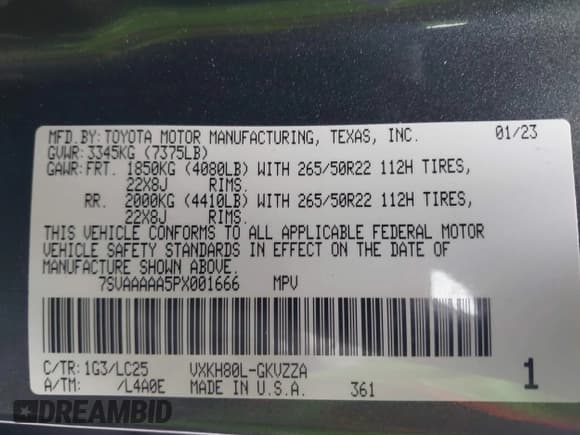 MFD.BY:TOYOTA MOTOR MANUFACTURING, TEXAS, INC. 01/23
GVWR:3345KG (7375LB)
GAWR:FRT. 1850KG (4080LB) WITH 265/50R22 112H TIRES,
22X8J RIMS.
RR. 2000KG (4410LB) WITH 265/50R22 112H TIRES,
22X8J RIMS.
THIS VEHICLE CONFORMS TO ALL APPLICABLE FEDERAL MOTOR
VEHICLE SAFETY STANDARDS IN EFFECT ON THE DATE OF
MANUFACTURE SHOWN ABOVE.
7SVAAAAA5PX001666 MPV
C/TR:1G3/LC25 VXKH80L-GKVZZA
A/TM: /L4A0E MADE IN U.S.A. 361 1
DREAMBID